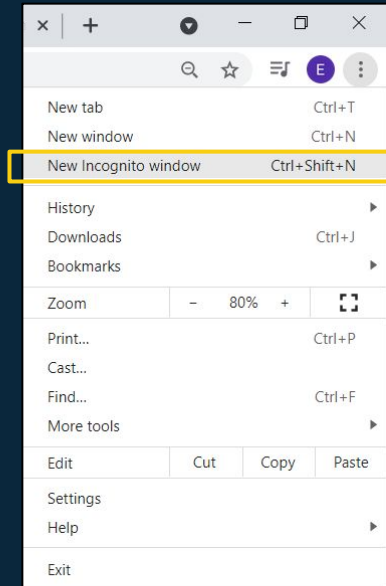 E
New tab Ctrl+T
New window Ctrl+N
New Incognito window Ctrl+Shift+N
History
Downloads Ctrl+J
Bookmarks
Zoom - 80% +
Print... Ctrl+P
Cast...
Find... Ctrl+F
More tools
Edit Cut Copy Paste
Settings
Help
Exit